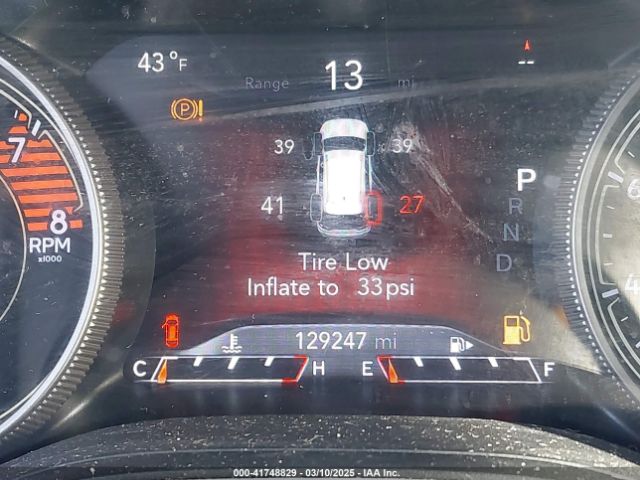 43°F
Range 13 mi
--
(P)!
39 39
7
P
41 27
R
8
N
RPM
x1000
Tire Low
D
Inflate to 33psi
129247 mi
C H E F
000-41748829 - 03/10/2025 - IAA Inc.